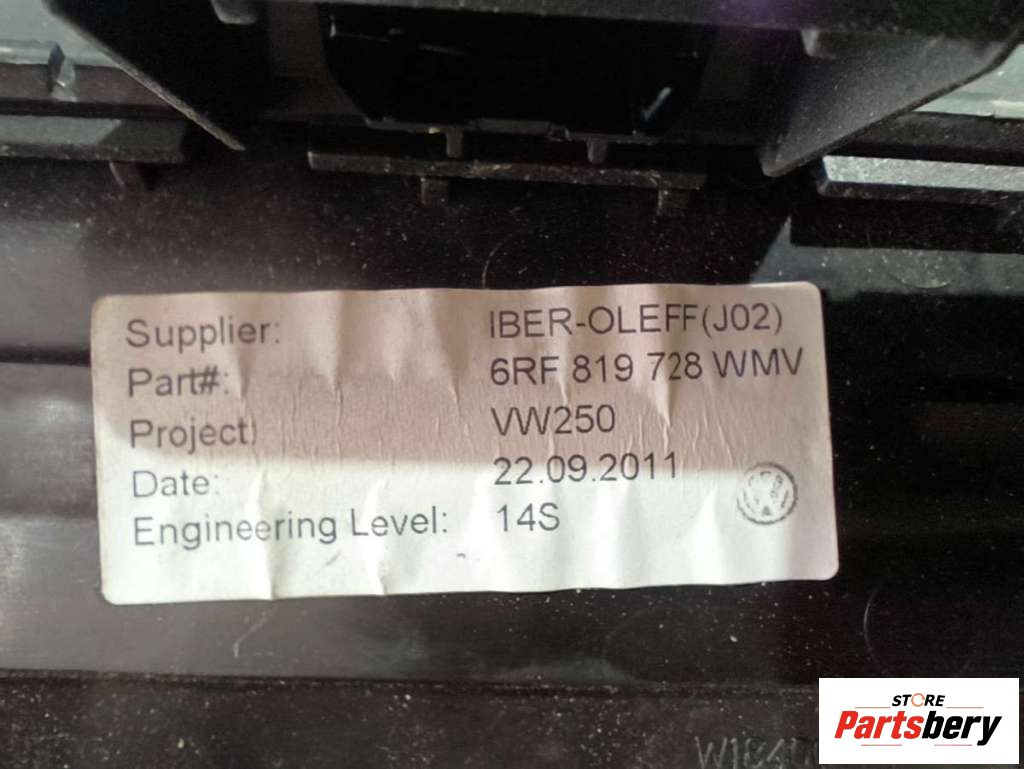 Supplier: IBER-OLEFF(J02)
Part#: 6RF 819 728 WMV
Project: VW250
Date: 22.09.2011
Engineering Level: 14S
STORE
Partsbery